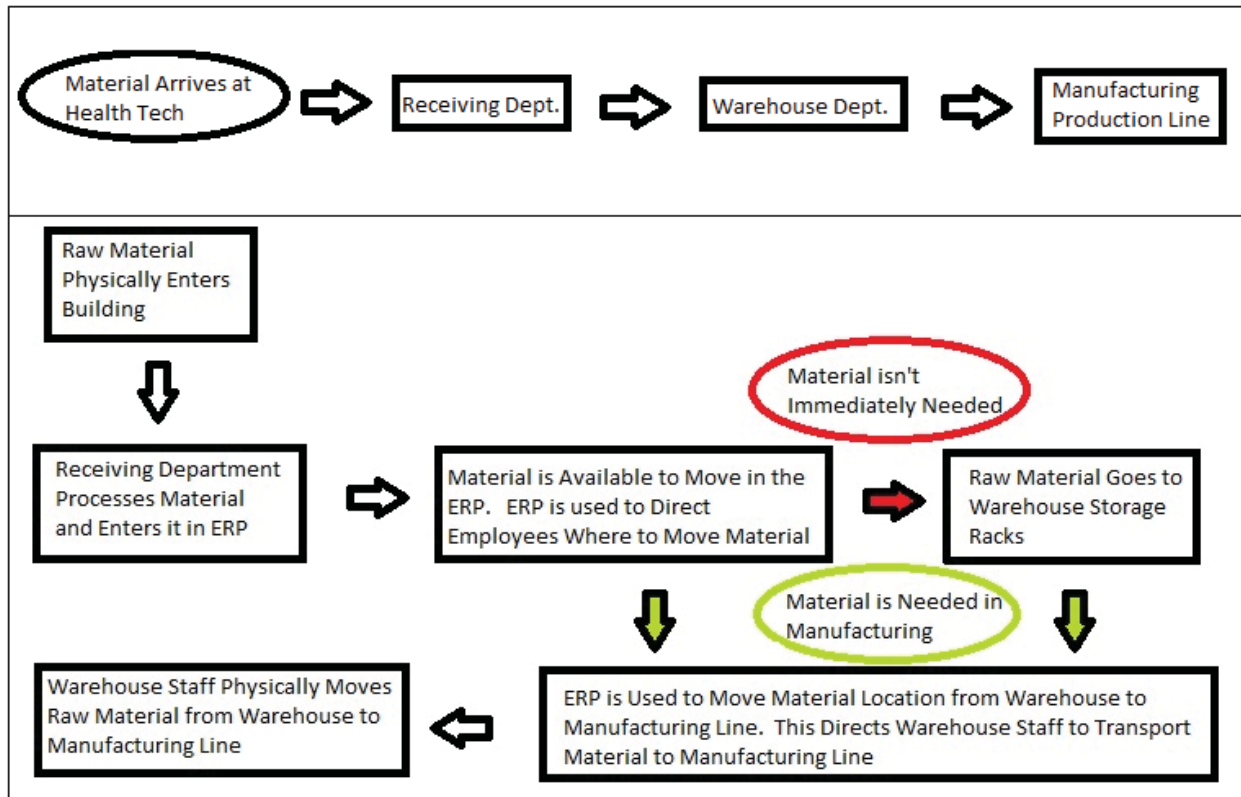 Material Arrives at
Health Tech
Receiving Dept.
Warehouse Dept.
Manufacturing
Production Line
Raw Material
Physically Enters
Building
Material isn't
Immediately Needed
Receiving Department
Processes Material
and Enters it in ERP
Material is Available to Move in the
ERP.   ERP is used to Direct
Employees Where to Move Material
Raw Material Goes to
Warehouse Storage
Racks
Material is Needed in
Manufacturing
Warehouse Staff Physically Moves
Raw Material from Warehouse to
Manufacturing Line
ERP is Used to Move Material Location from Warehouse to
Manufacturing Line.  This Directs Warehouse Staff to Transport
Material to Manufacturing Line